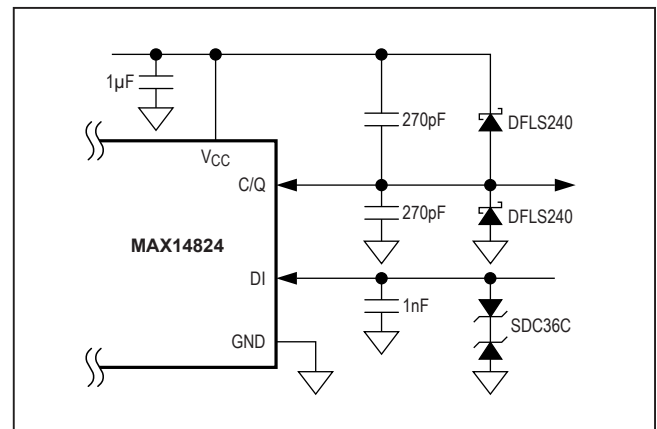 1µF
270pF
DFLS240
VCC
C/Q
270pF
DFLS240
MAX14824
DI
1nF
SDC36C
GND